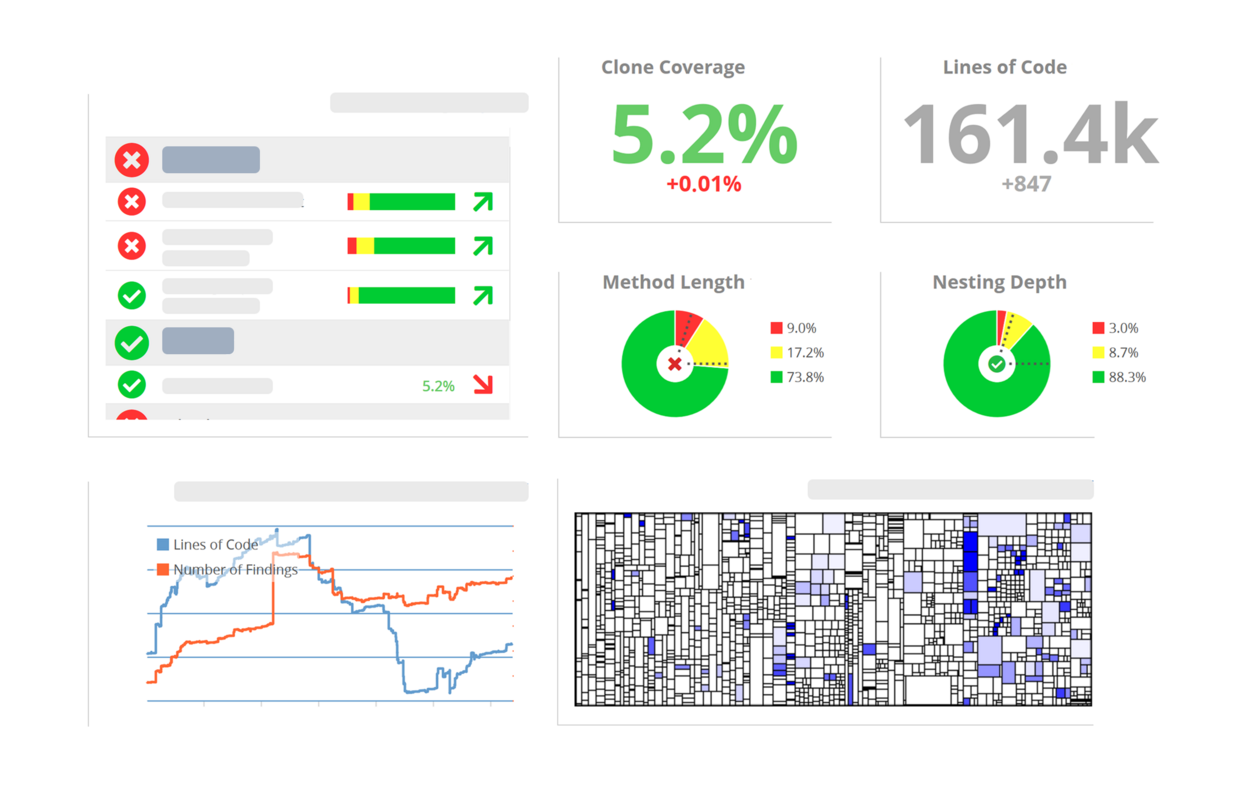 Clone Coverage
5.2%
+0.01%
Lines of Code
161.4k
+847
5.2%
Method Length
9.0%
17.2%
73.8%
Nesting Depth
3.0%
8.7%
88.3%
Lines of Code
Number of Findings